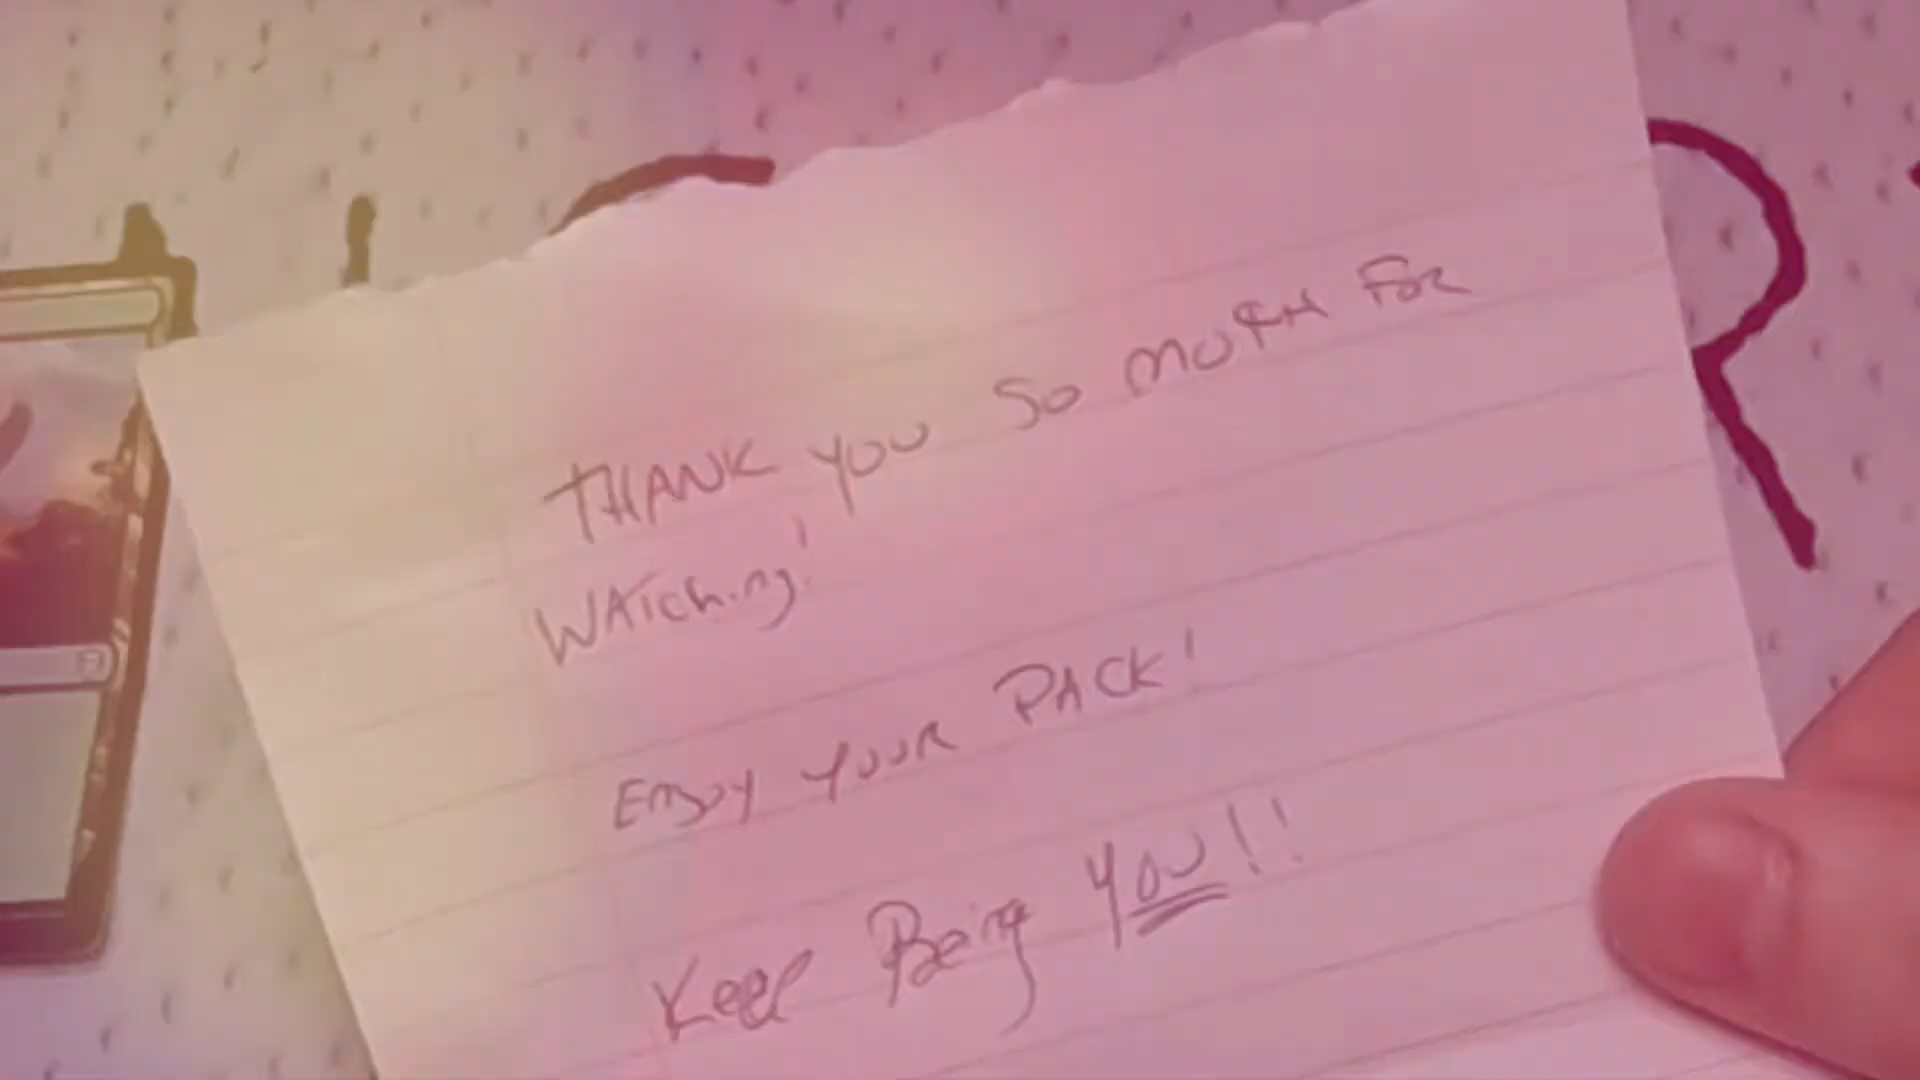 THANK YOU SO MUCH FOR
WATching!
ENJOY YOUR PACK!
Keep Being YOU!!
R